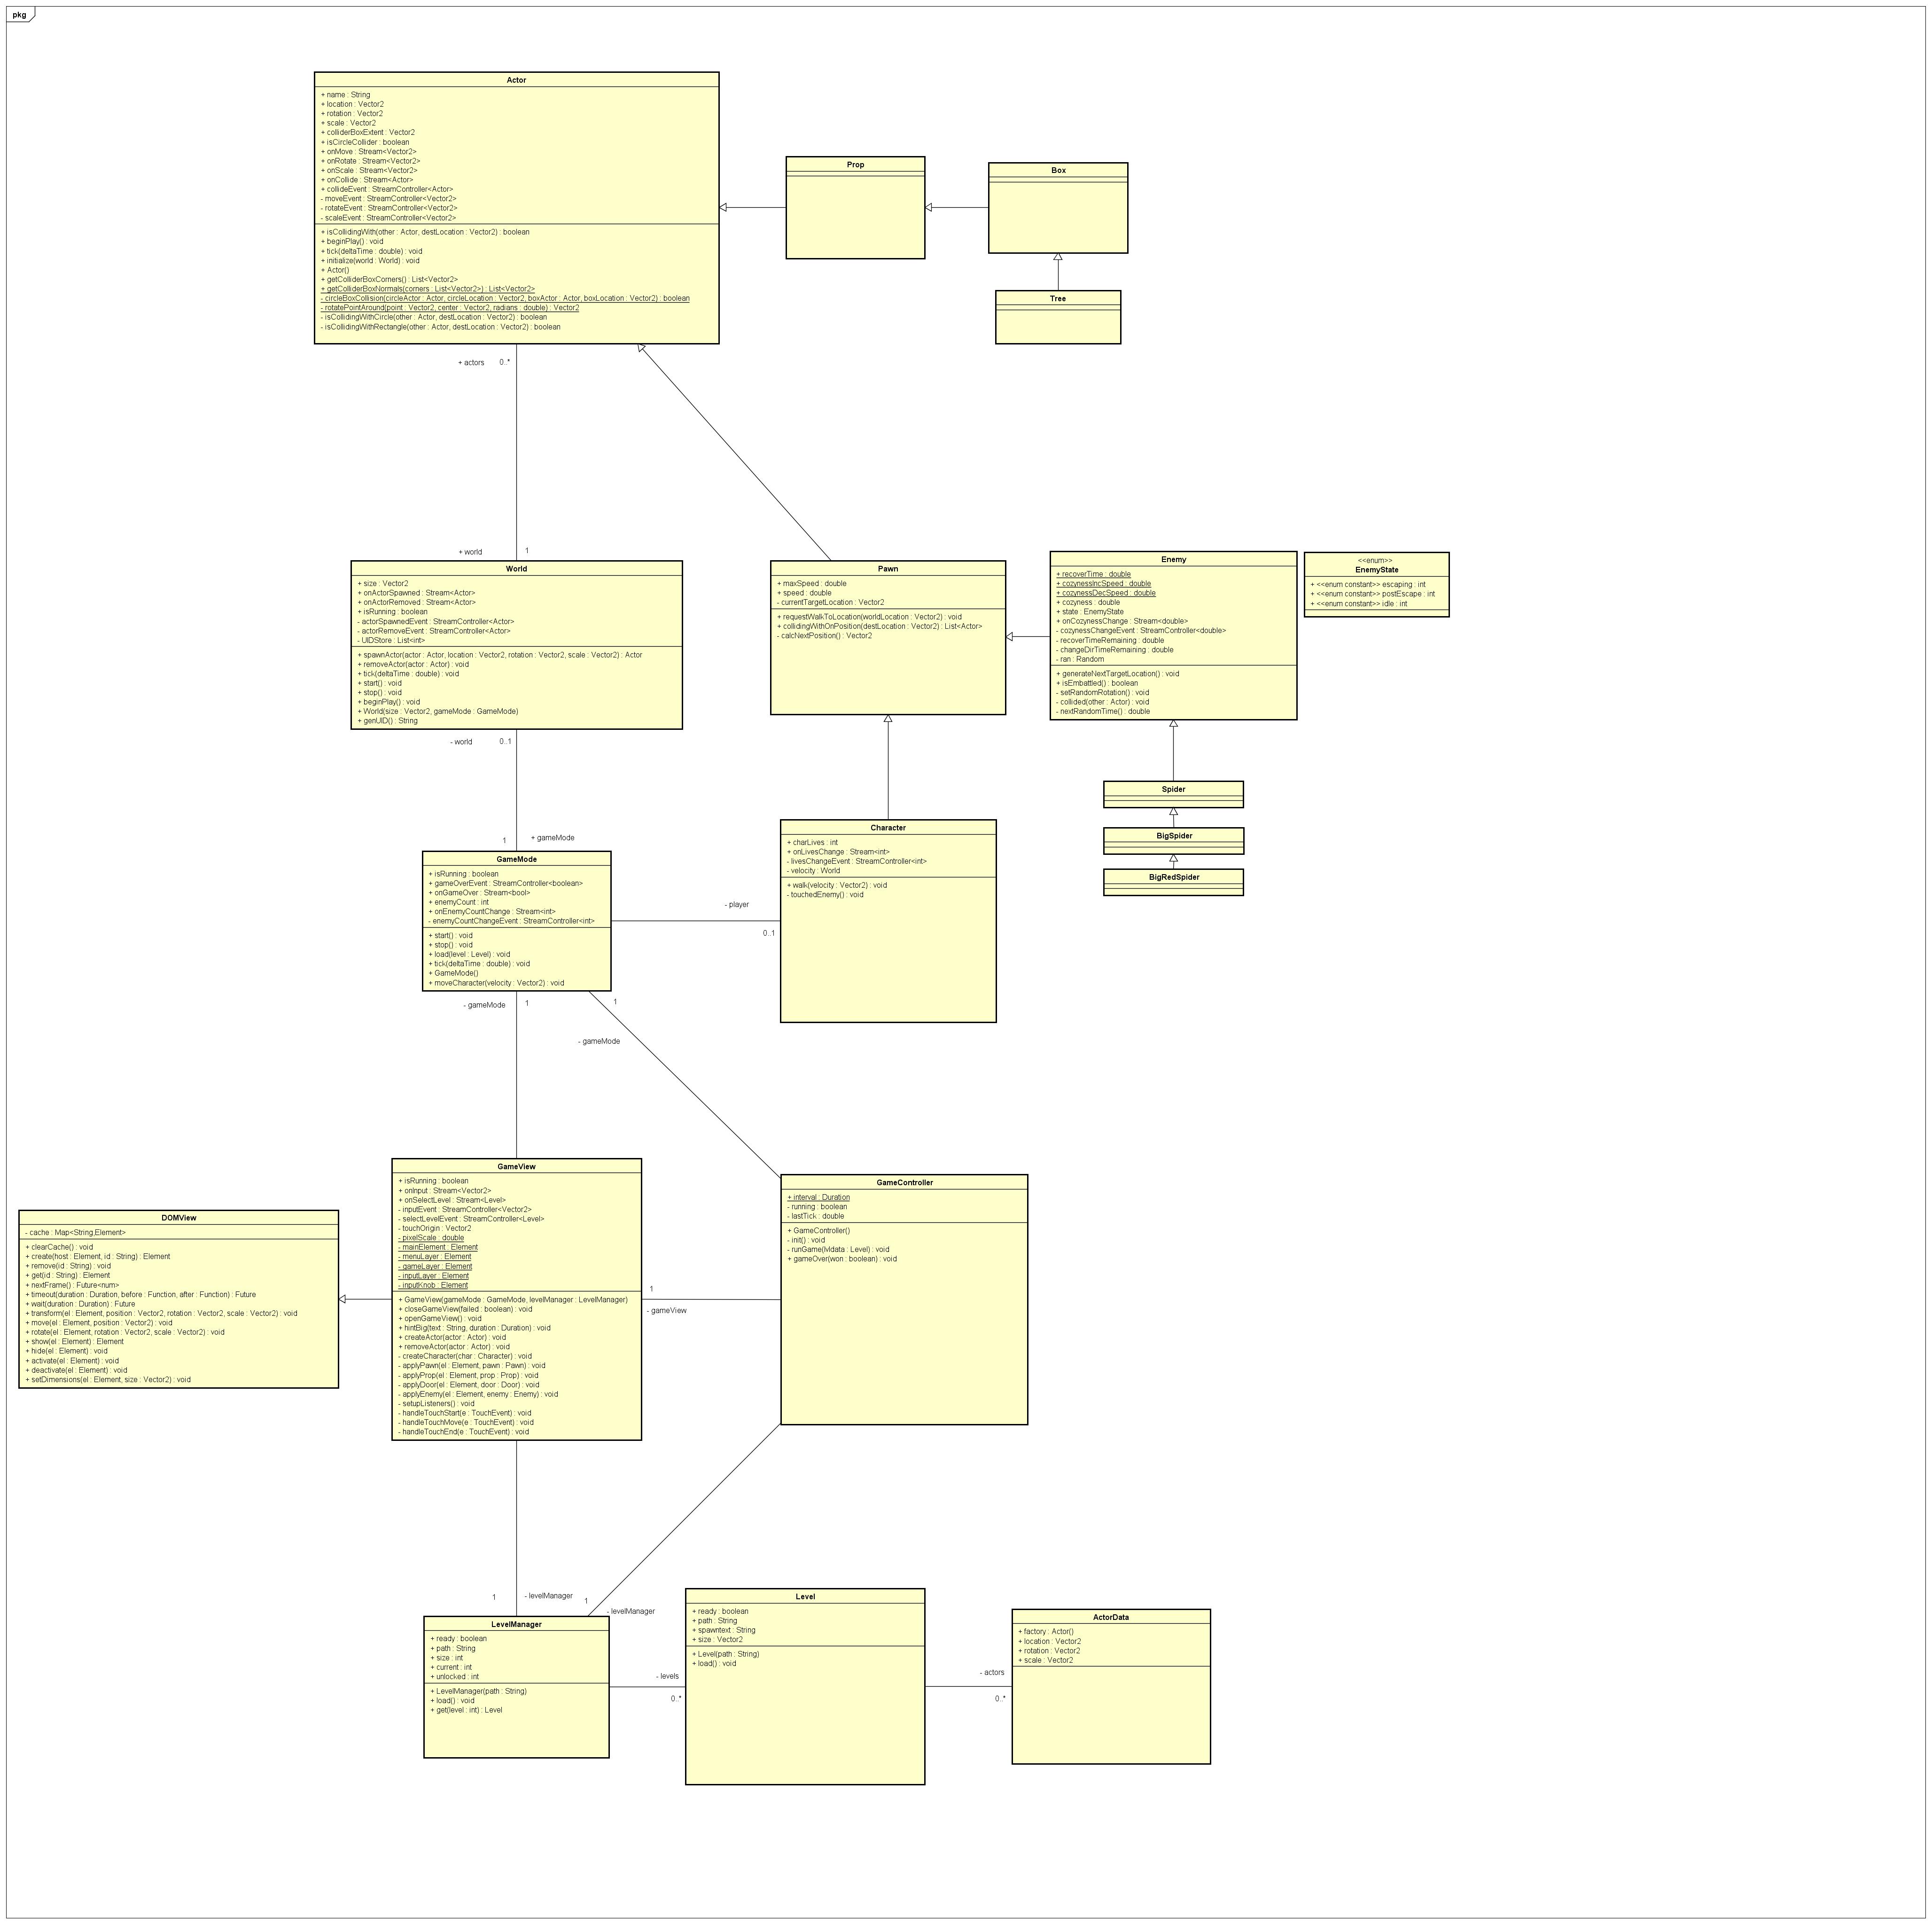 pkg
Actor
+ name : String
+ location : Vector2
+ rotation : Vector2
+ scale : Vector2
+ colliderBoxExtent : Vector2
+ isCircleCollider : boolean
+ onMove : Stream<Vector2>
+ onRotate : Stream<Vector2>
+ onScale : Stream<Vector2>
+ onCollide : Stream<Actor>
+ collideEvent : StreamController<Actor>
- moveEvent : StreamController<Vector2>
- rotateEvent : StreamController<Vector2>
- scaleEvent : StreamController<Vector2>
+ isCollidingWith(other : Actor, destLocation : Vector2) : boolean
+ beginPlay() : void
+ tick(deltaTime : double) : void
+ initialize(world : World) : void
+ Actor()
+ getColliderBoxCorners() : List<Vector2>
+ getColliderBoxNormals(corners : List<Vector2>) : List<Vector2>
- circleBoxCollision(circleActor : Actor, circleLocation : Vector2, boxActor : Actor, boxLocation : Vector2) : boolean
- rotatePointAround(point : Vector2, center : Vector2, radians : double) : Vector2
- isCollidingWithCircle(other : Actor, destLocation : Vector2) : boolean
- isCollidingWithRectangle(other : Actor, destLocation : Vector2) : boolean
Prop
Box
Tree
+ actors
0..*
+ world
1
World
+ size : Vector2
+ onActorSpawned : Stream<Actor>
+ onActorRemoved : Stream<Actor>
+ isRunning : boolean
- actorSpawnedEvent : StreamController<Actor>
- actorRemoveEvent : StreamController<Actor>
- UIDStore : List<int>
+ spawnActor(actor : Actor, location : Vector2, rotation : Vector2, scale : Vector2) : Actor
+ removeActor(actor : Actor) : void
+ tick(deltaTime : double) : void
+ start() : void
+ stop() : void
+ beginPlay() : void
+ World(size : Vector2, gameMode : GameMode)
+ genUID() : String
Pawn
+ maxSpeed : double
+ speed : double
- currentTargetLocation : Vector2
+ requestWalkToLocation(worldLocation : Vector2) : void
+ collidingWithOnPosition(destLocation : Vector2) : List<Actor>
- calcNextPosition() : Vector2
Enemy
+ recoverTime : double
+ cozynessIncSpeed : double
+ cozynessDecSpeed : double
+ cozyness : double
+ state : EnemyState
+ onCozynessChange : Stream<double>
- cozynessChangeEvent : StreamController<double>
- recoverTimeRemaining : double
- changeDirTimeRemaining : double
- ran : Random
+ generateNextTargetLocation() : void
+ isEmbattled() : boolean
- setRandomRotation() : void
- collided(other : Actor) : void
- nextRandomTime() : double
<<enum>>
EnemyState
+ <<enum constant>> escaping : int
+ <<enum constant>> postEscape : int
+ <<enum constant>> idle : int
Spider
BigSpider
BigRedSpider
- world
0..1
1
+ gameMode
GameMode
+ isRunning : boolean
+ gameOverEvent : StreamController<boolean>
+ onGameOver : Stream<bool>
+ enemyCount : int
+ onEnemyCountChange : Stream<int>
- enemyCountChangeEvent : StreamController<int>
+ start() : void
+ stop() : void
+ load(level : Level) : void
+ tick(deltaTime : double) : void
+ GameMode()
+ moveCharacter(velocity : Vector2) : void
- player
0..1
Character
+ charLives : int
+ onLivesChange : Stream<int>
- livesChangeEvent : StreamController<int>
- velocity : World
+ walk(velocity : Vector2) : void
- touchedEnemy() : void
- gameMode
1
1
- gameMode
DOMView
- cache : Map<String,Element>
+ clearCache() : void
+ create(host : Element, id : String) : Element
+ remove(id : String) : void
+ get(id : String) : Element
+ nextFrame() : Future<num>
+ timeout(duration : Duration, before : Function, after : Function) : Future
+ wait(duration : Duration) : Future
+ transform(el : Element, position : Vector2, rotation : Vector2, scale : Vector2) : void
+ move(el : Element, position : Vector2) : void
+ rotate(el : Element, rotation : Vector2, scale : Vector2) : void
+ show(el : Element) : Element
+ hide(el : Element) : void
+ activate(el : Element) : void
+ deactivate(el : Element) : void
+ setDimensions(el : Element, size : Vector2) : void
GameView
+ isRunning : boolean
+ onInput : Stream<Vector2>
+ onSelectLevel : Stream<Level>
- inputEvent : StreamController<Vector2>
- selectLevelEvent : StreamController<Level>
- touchOrigin : Vector2
- pixelScale : double
- mainElement : Element
- menuLayer : Element
- gameLayer : Element
- inputLayer : Element
- inputKnob : Element
+ GameView(gameMode : GameMode, levelManager : LevelManager)
+ closeGameView(failed : boolean) : void
+ openGameView() : void
+ hintBig(text : String, duration : Duration) : void
+ createActor(actor : Actor) : void
+ removeActor(actor : Actor) : void
- createCharacter(char : Character) : void
- applyPawn(el : Element, pawn : Pawn) : void
- applyProp(el : Element, prop : Prop) : void
- applyDoor(el : Element, door : Door) : void
- applyEnemy(el : Element, enemy : Enemy) : void
- setupListeners() : void
- handleTouchStart(e : TouchEvent) : void
- handleTouchMove(e : TouchEvent) : void
- handleTouchEnd(e : TouchEvent) : void
1
- gameView
GameController
+ interval : Duration
- running : boolean
- lastTick : double
+ GameController()
- init() : void
- runGame(lvldata : Level) : void
+ gameOver(won : boolean) : void
1
- levelManager
1
- levelManager
LevelManager
+ ready : boolean
+ path : String
+ size : int
+ current : int
+ unlocked : int
+ LevelManager(path : String)
+ load() : void
+ get(level : int) : Level
- levels
0..*
Level
+ ready : boolean
+ path : String
+ spawntext : String
+ size : Vector2
+ Level(path : String)
+ load() : void
- actors
0..*
ActorData
+ factory : Actor()
+ location : Vector2
+ rotation : Vector2
+ scale : Vector2